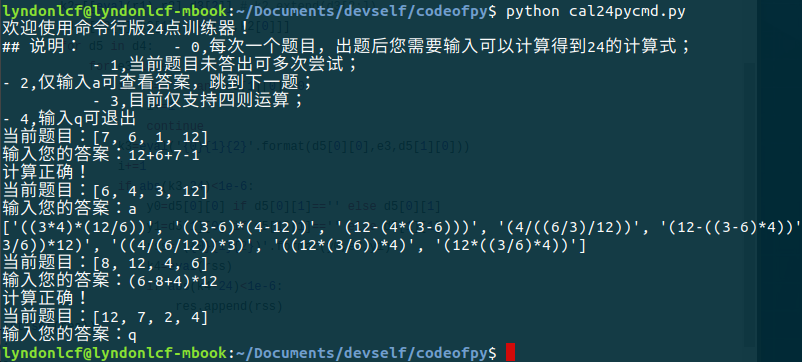 lyndonlcf@lyndonlcf-mbook:~/Documents/devself/codeofpy$ python cal24pycmd.py
欢迎使用命令行版24点训练器！
## 说明：      - 0,每次一个题目，出题后您需要输入可以计算得到24的计算式；
- 1,当前题目未答出可多次尝试；
- 2,仅输入a可查看答案，跳到下一题；
- 3,目前仅支持四则运算；
- 4,输入q可退出
当前题目：[7, 6, 1, 12]
输入您的答案：12+6+7-1
计算正确！
当前题目：[6, 4, 3, 12]
输入您的答案：a
['((3*4)*(12/6))', '((3-6)*(4-12))', '(12-(4*(3-6)))', '(4/((6/3)/12))', '(12-((3-6)*4))'
3/6))*12)', '((4/(6/12))*3)', '((12*(3/6))*4)', '(12*((3/6)*4))']
当前题目：[8, 12, 4, 6]
输入您的答案：(6-8+4)*12
计算正确！
当前题目：[12, 7, 2, 4]
输入您的答案：q
lyndonlcf@lyndonlcf-mbook:~/Documents/devself/codeofpy$